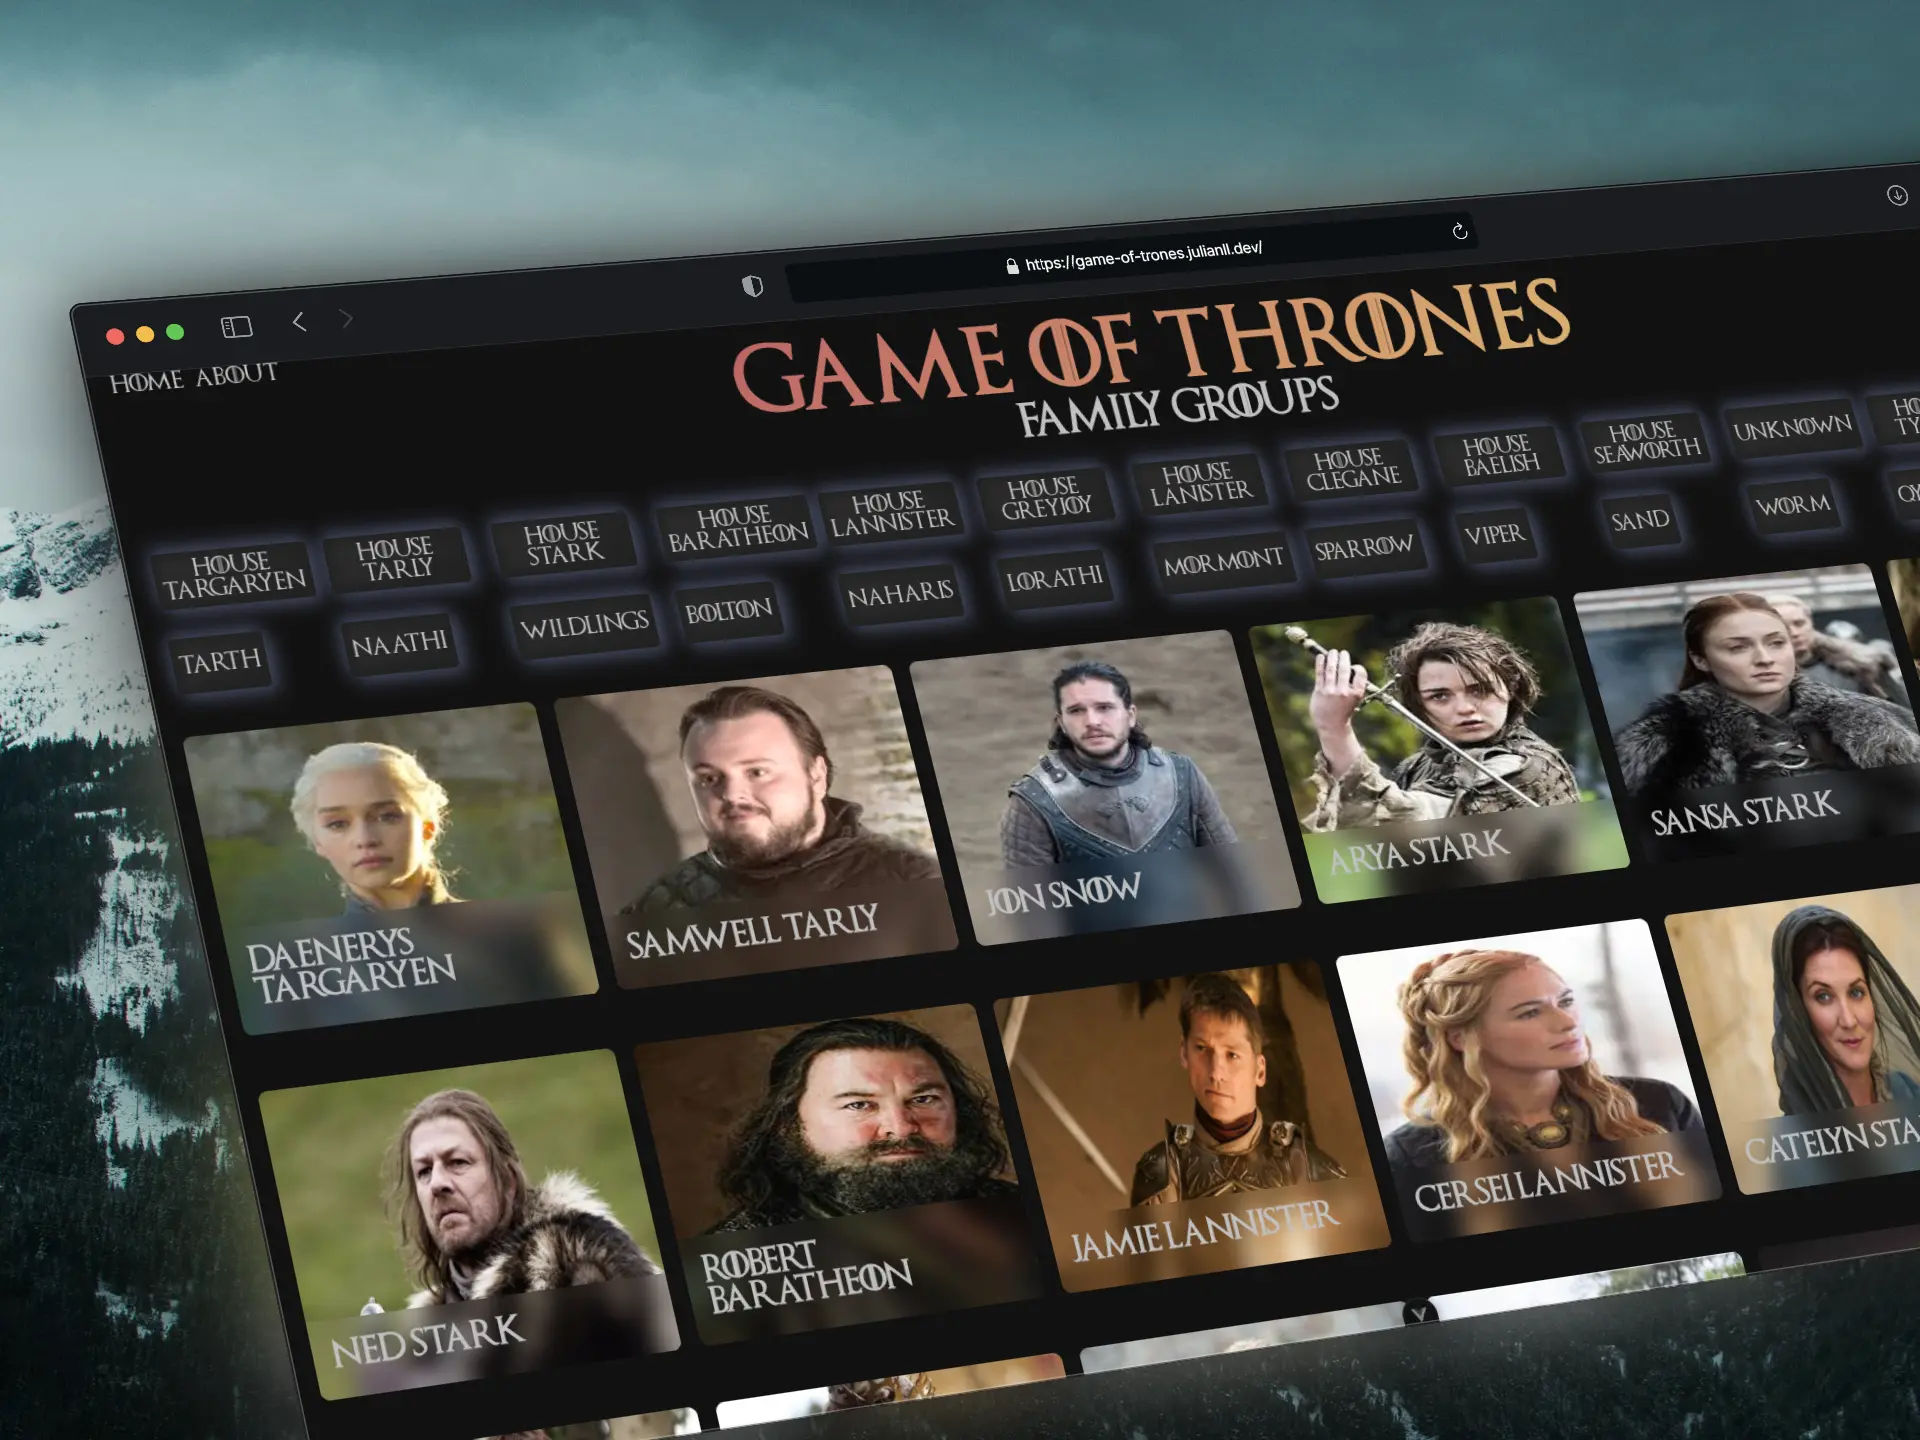 https://game-of-trones.julianll.dev/
HOME ABOUT
GAME OF THRONES
FAMILY GROUPS
HOUSE
TARGARYEN
HOUSE
TARLY
HOUSE
STARK
HOUSE
BARATHEON
HOUSE
LANNISTER
HOUSE
GREYJOY
HOUSE
LANISTER
HOUSE
CLEGANE
HOUSE
BAELISH
HOUSE
SEAWORTH
UNKNOWN
TARTH
NAATHI
WILDLINGS
BOLTON
NAHARIS
LORATHI
MORMONT
SPARROW
VIPER
SAND
WORM
DAENERYS
TARGARYEN
SAMWELL TARLY
JON SNOW
ARYA STARK
SANSA STARK
NED STARK
ROBERT
BARATHEON
JAMIE LANNISTER
CERSEI LANNISTER
CATELYN